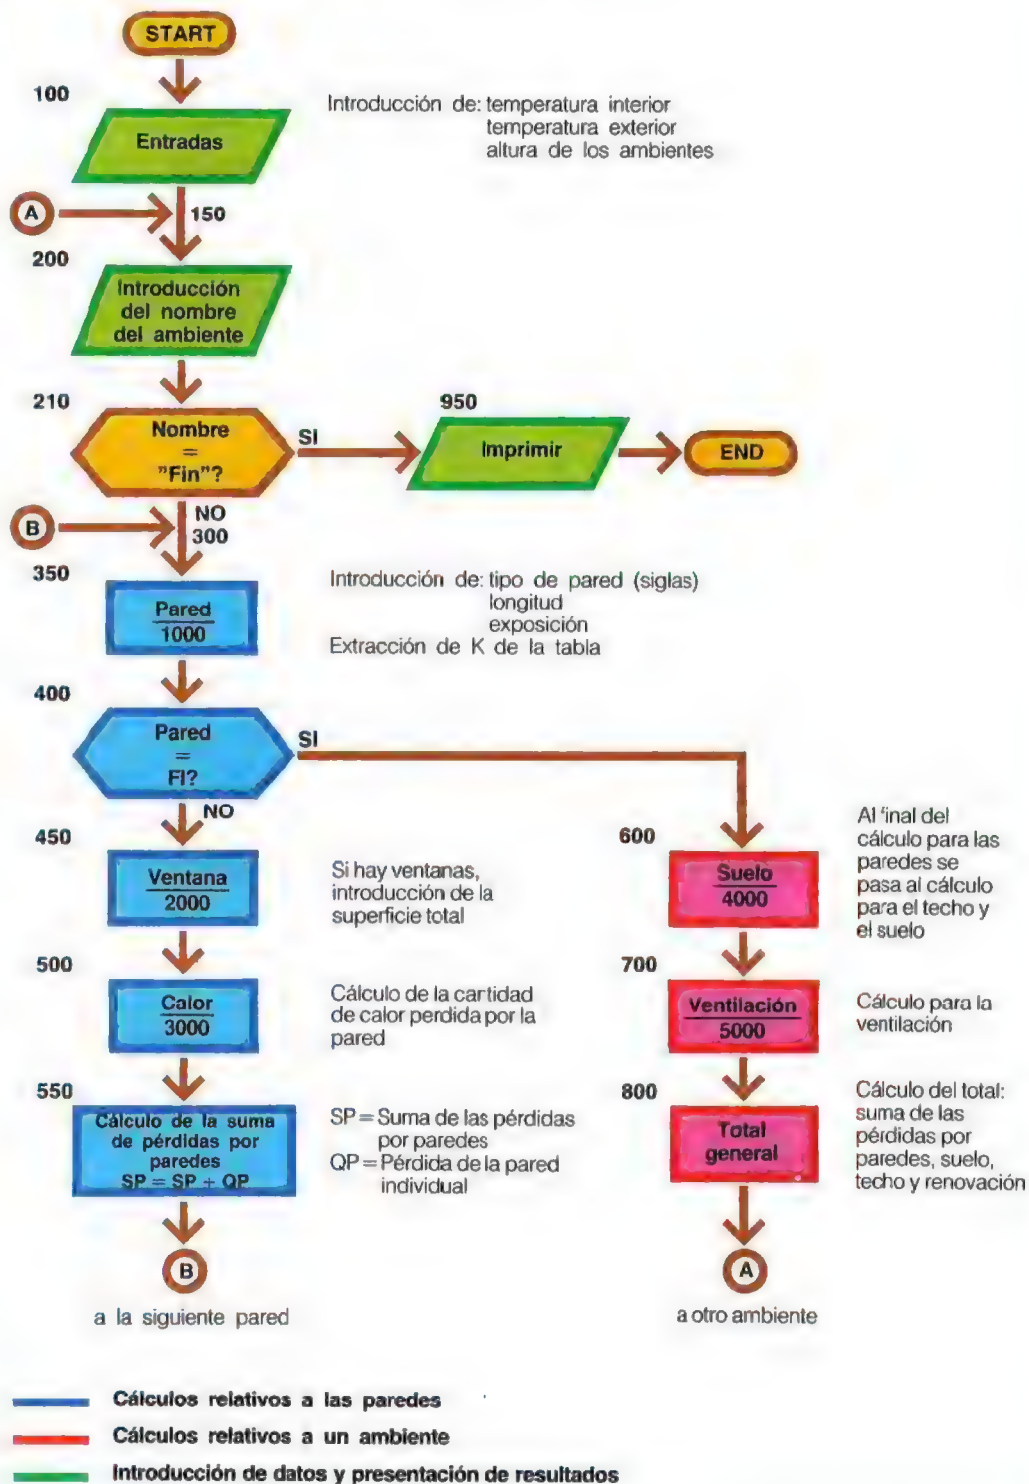 START
100
Entradas
Introducción de: temperatura interior
temperatura exterior
altura de los ambientes
A
150
200
Introducción
del nombre
del ambiente
210
Nombre
=
"Fin"?
SI
950
Imprimir
END
B
NO
300
350
Pared
1000
Introducción de: tipo de pared (siglas)
longitud
exposición
Extracción de K de la tabla
400
Pared
=
FI?
SI
NO
450
Ventana
2000
Si hay ventanas,
introducción de la
superficie total
600
Suelo
4000
Al 'inal del
cálculo para las
paredes se
pasa al cálculo
para el techo y
el suelo
500
Calor
3000
Cálculo de la cartidad
de calor perdida por la
pared
700
Ventilación
5000
Cálculo para la
ventilación
550
Cálculo de la suma
de pérdidas por
paredes
SP = SP + QP
SP = Suma de las pérdidas
por paredes
QP = Pérdida de la pared
individual
800
Total
general
Cálculo del total:
suma de las
pérdidas por
paredes, suelo,
techo y renovación
B
a la siguiente pared
A
a otro ambiente
Cálculos relativos a las paredes
Cálculos relativos a un ambiente
Introducción de datos y presentación de resultados